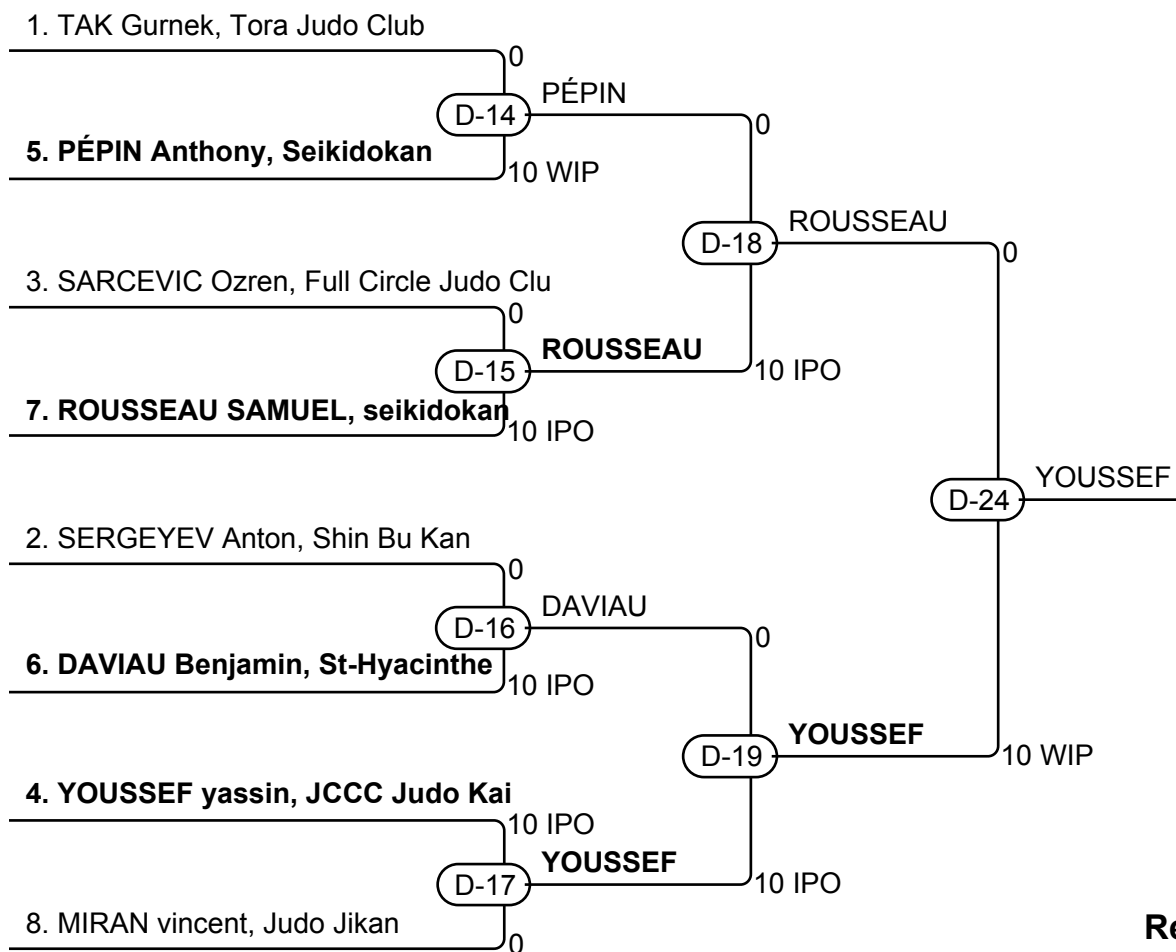 1. TAK Gurnek, Tora Judo Club
0
D-14
PÉPIN
0
5. PÉPIN Anthony, Seikidokan
10 WIP
D-18
ROUSSEAU
0
3. SARCEVIC Ozren, Full Circle Judo Clu
0
D-15
ROUSSEAU
10 IPO
7. ROUSSEAU SAMUEL, seikidokan
10 IPO
D-24
YOUSSEF
2. SERGEYEV Anton, Shin Bu Kan
0
D-16
DAVIAU
0
6. DAVIAU Benjamin, St-Hyacinthe
10 IPO
D-19
YOUSSEF
10 WIP
4. YOUSSEF yassin, JCCC Judo Kai
10 IPO
D-17
YOUSSEF
10 IPO
8. MIRAN vincent, Judo Jikan
0